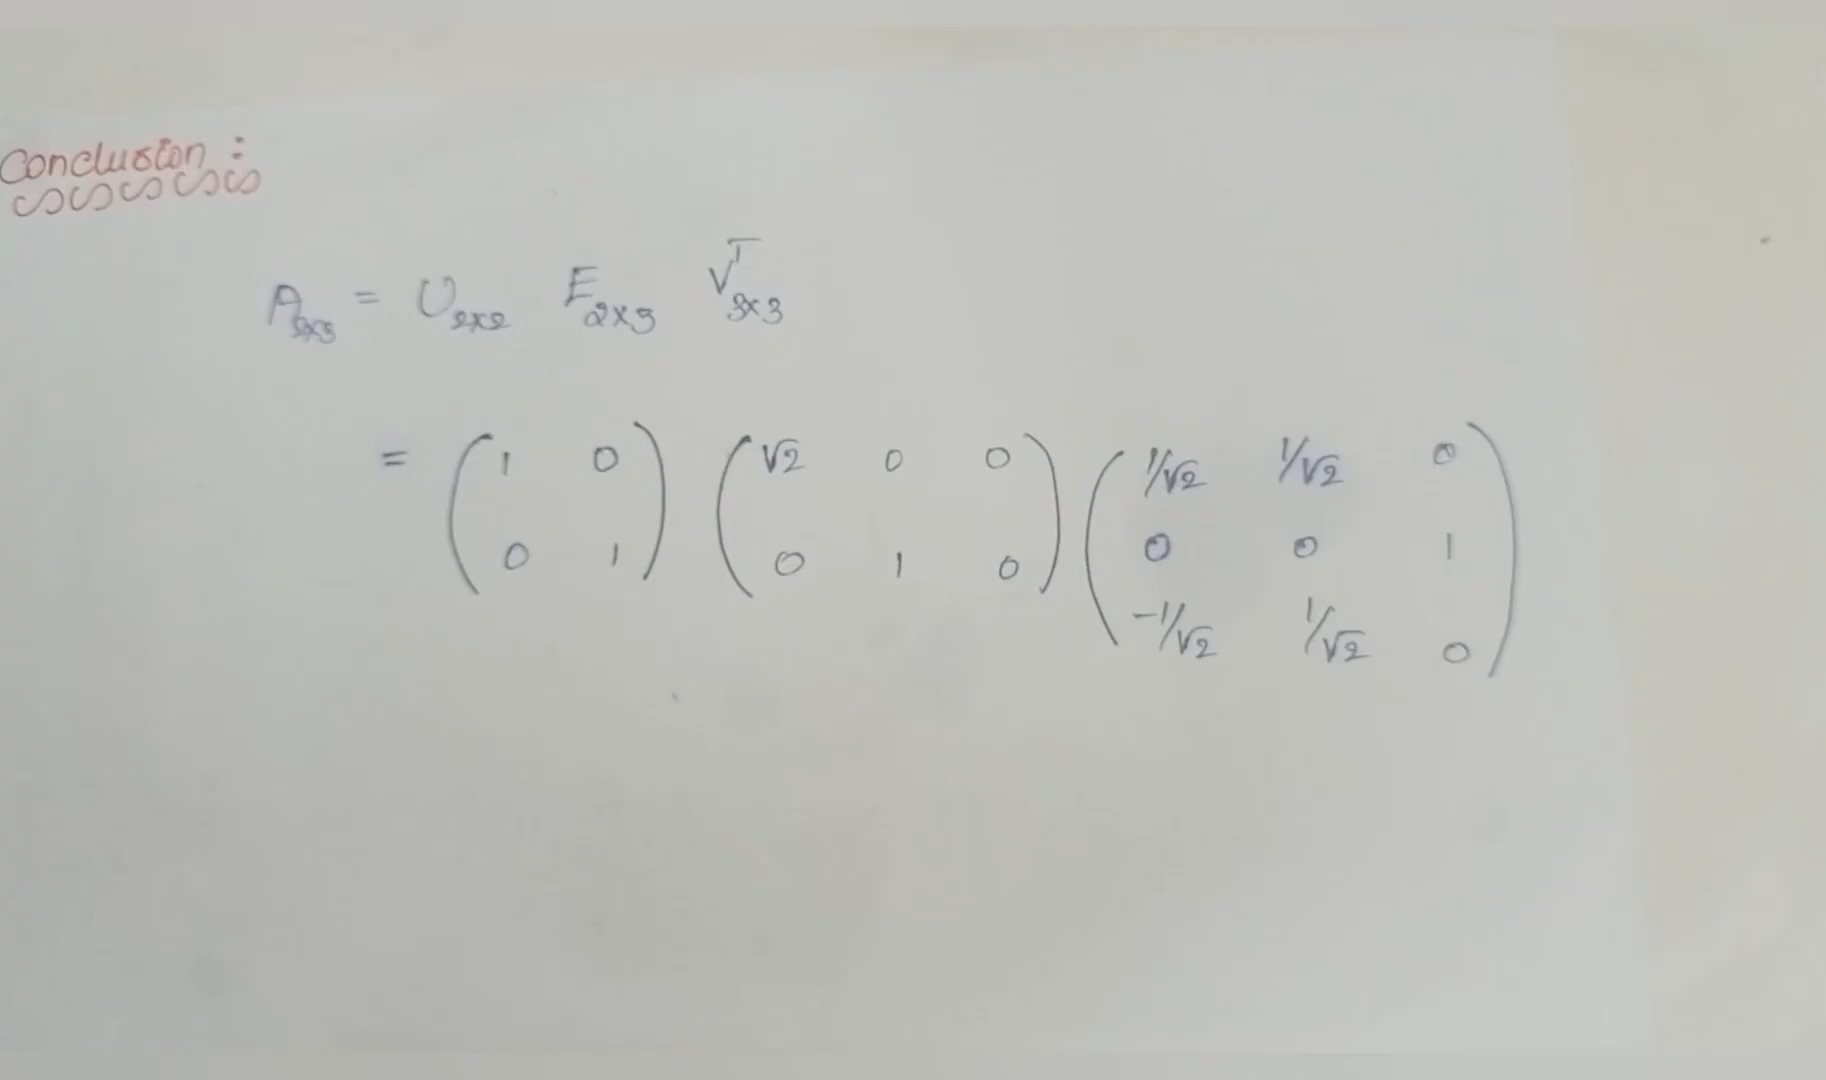 Conclusion :
A₂ₓ₃ = U₂ₓ₂ E₂ₓ₃ Vᵀ₃ₓ₃
= ( 1 0 ) ( √2 0 0 ) ( 1/√2 1/√2 0 )
( 0 1 ) ( 0 1 0 ) ( 0 0 1 )
( -1/√2 1/√2 0 )